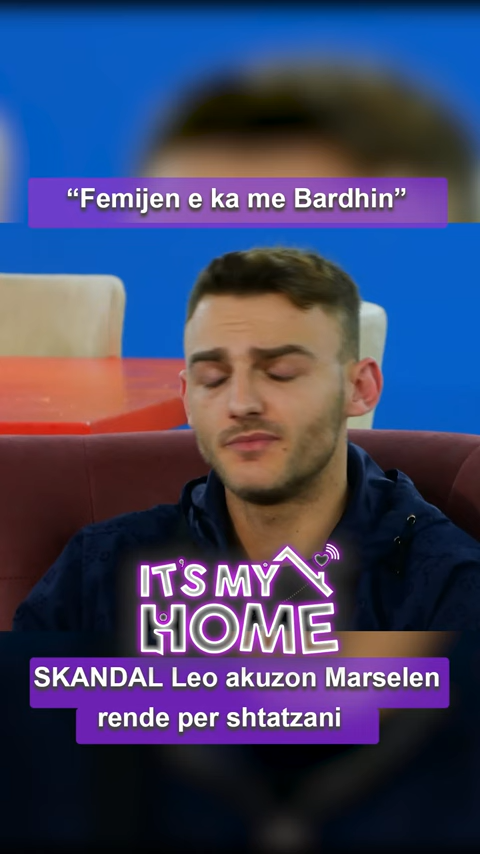 “Femijen e ka me Bardhin”
IT'S MY
HOME
SKANDAL Leo akuzon Marselen
rende per shtatzani